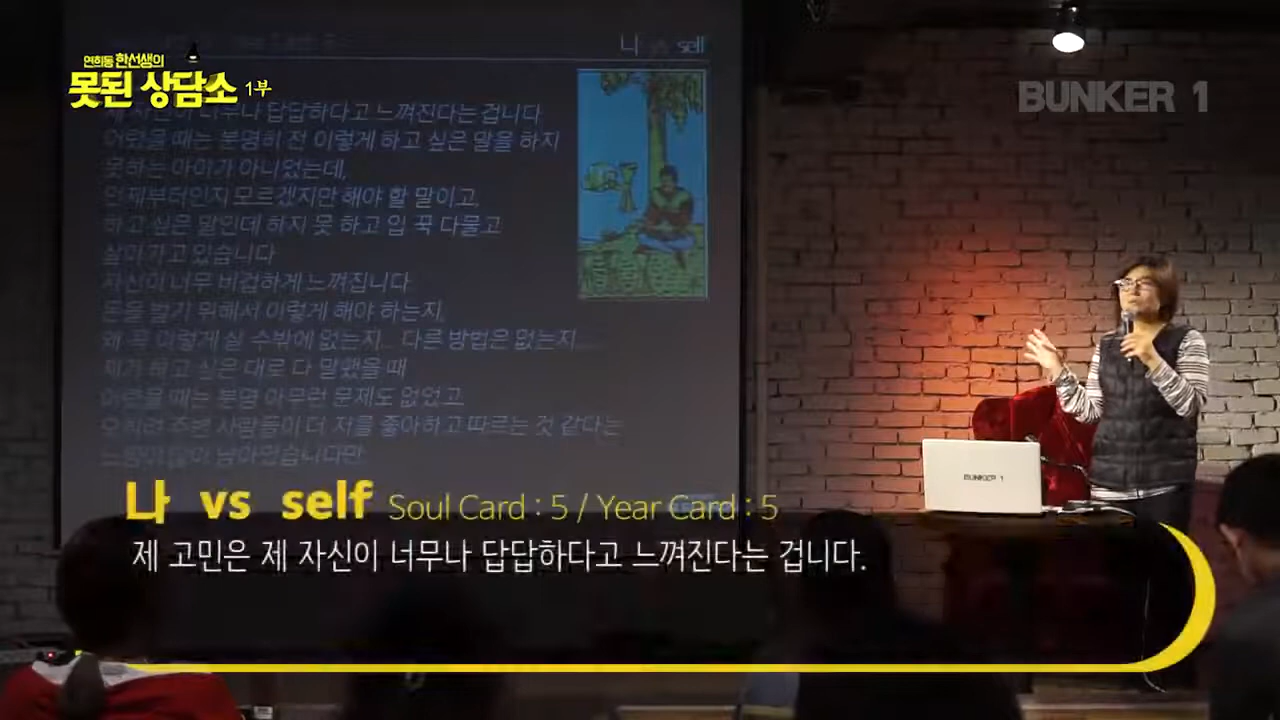 연희동 한선생의
못된 상담소 1부
BUNKER 1
나 vs self
제 자신이 너무나 답답하다고 느껴진다는 겁니다
어렸을 때는 분명히 전 이렇게 하고 싶은 말을 하지
못하는 아이가 아니었는데,
언제부터인지 모르겠지만 해야 할 말이고,
하고 싶은 말인데 하지 못 하고 입 꾹 다물고
살아가고 있습니다
자신이 너무 비겁하게 느껴집니다
돈을 벌기 위해서 이렇게 해야 하는지,
왜 꼭 이렇게 살 수밖에 없는지... 다른 방법은 없는지...
제가 하고 싶은 대로 다 말했을 때
어렸을 때는 분명 아무런 문제도 없었고
오히려 주변 사람들이 더 저를 좋아하고 따르는 것 같다는
느낌이 많이 남아있습니다만
BUNKER 1
나 vs self Soul Card : 5 / Year Card : 5
제 고민은 제 자신이 너무나 답답하다고 느껴진다는 겁니다.